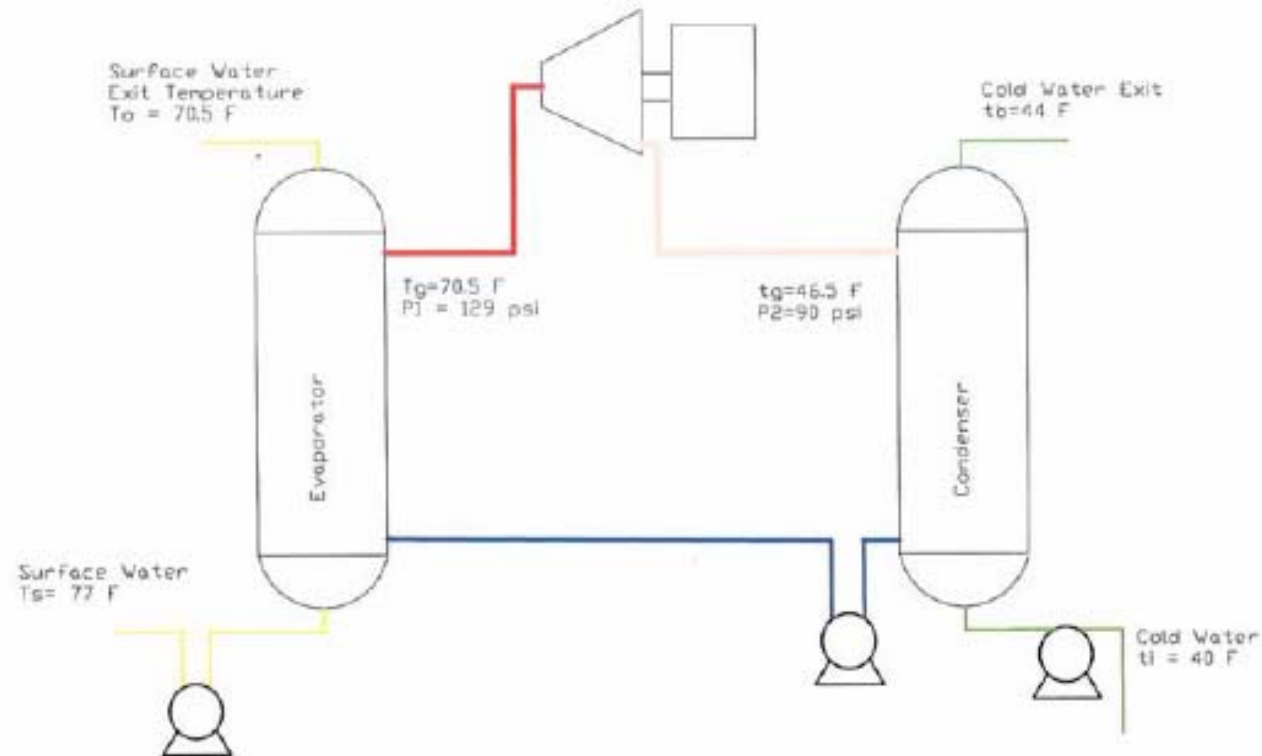 Surface Water
Exit Temperature
To = 70.5 F
Cold Water Exit
to=44 F
Tg=70.5 F
P1 = 129 psi
tg=46.5 F
P2=90 psi
Evaporator
Condenser
Surface Water
Ts= 77 F
Cold Water
ti = 40 F